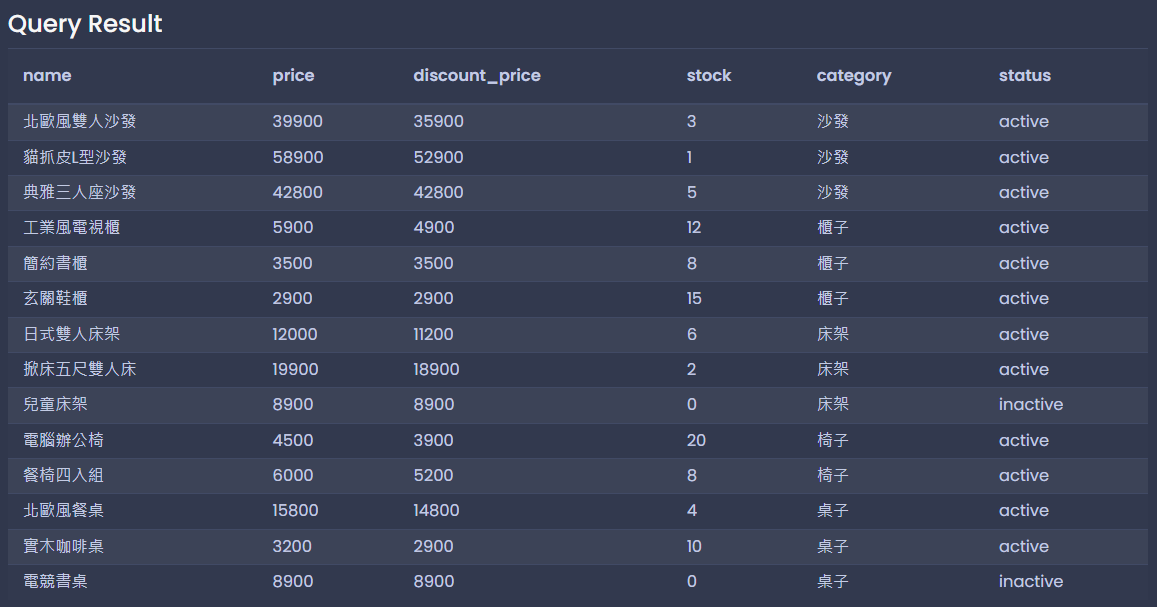 Query Result
name price discount_price stock category status
北歐風雙人沙發 39900 35900 3 沙發 active
貓抓皮L型沙發 58900 52900 1 沙發 active
典雅三人座沙發 42800 42800 5 沙發 active
工業風電視櫃 5900 4900 12 櫃子 active
簡約書櫃 3500 3500 8 櫃子 active
玄關鞋櫃 2900 2900 15 櫃子 active
日式雙人床架 12000 11200 6 床架 active
掀床五尺雙人床 19900 18900 2 床架 active
兒童床架 8900 8900 0 床架 inactive
電腦辦公椅 4500 3900 20 椅子 active
餐椅四入組 6000 5200 8 椅子 active
北歐風餐桌 15800 14800 4 桌子 active
實木咖啡桌 3200 2900 10 桌子 active
電競書桌 8900 8900 0 桌子 inactive